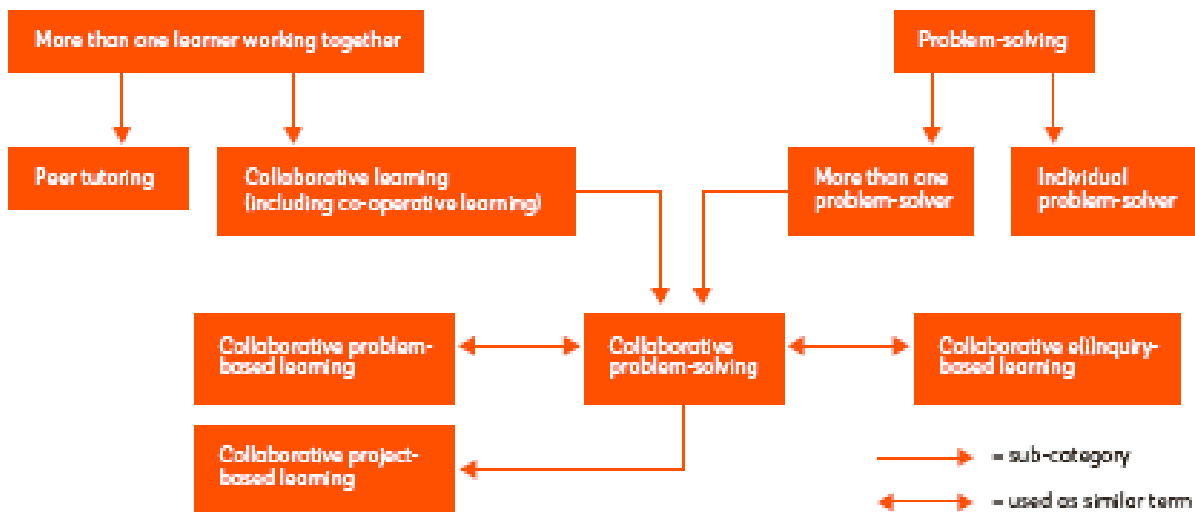 More than one learner working together
Problem-solving
Peer tutoring
Collaborative learning
(including co-operative learning)
More than one
problem-solver
Individual
problem-solver
Collaborative problem-
based learning
Collaborative
problem-solving
Collaborative e(i)nquiry-
based learning
Collaborative project-
based learning
= sub-category
= used as similar term